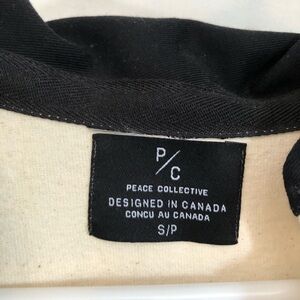 P/C
PEACE COLLECTIVE
DESIGNED IN CANADA
CONCU AU CANADA
S/P